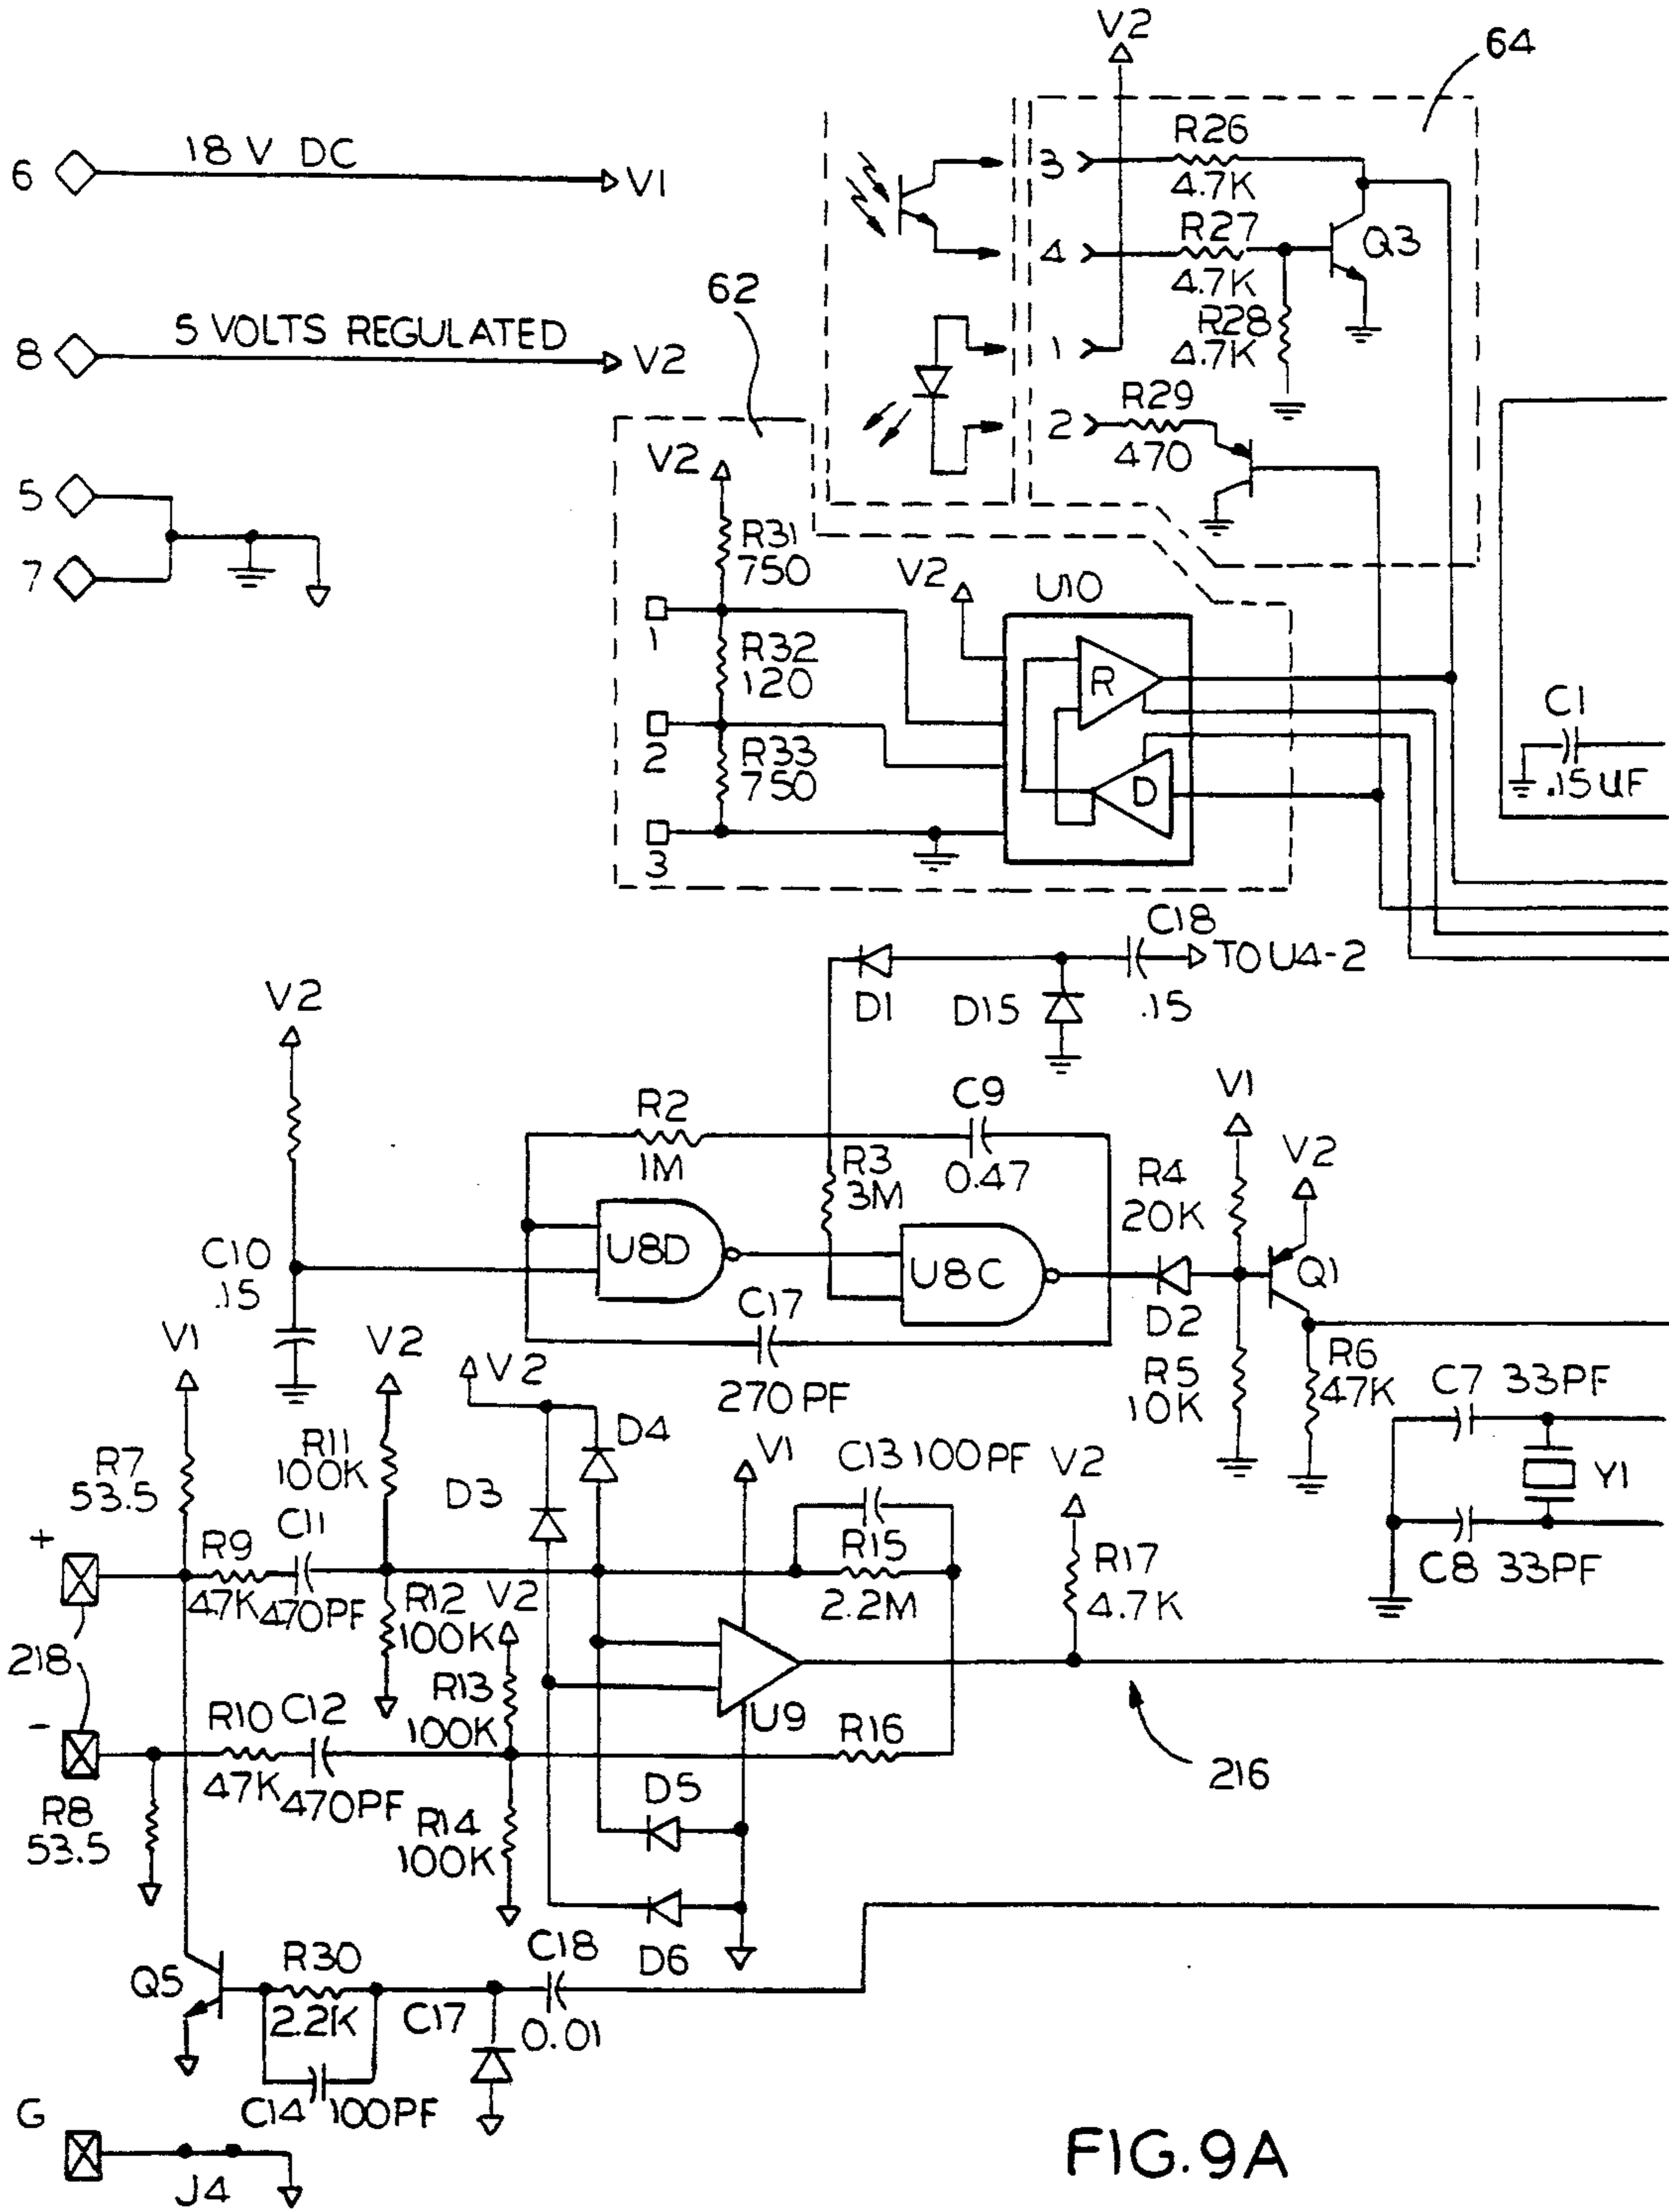 V2
64
6
18 V DC
V1
3
R26
4.7K
4
R27
4.7K
Q3
R28
4.7K
62
8
5 VOLTS REGULATED
V2
1
2
R29
470
V2
5
7
R31
750
V2
U10
1
R32
120
R
2
R33
750
D
3
C1
.15UF
C18
TO U4-2
D1
D15
.15
V2
R2
1M
C9
0.47
R3
3M
V1
V2
R4
20K
C10
.15
U8D
U8C
D2
Q1
C17
270PF
R5
10K
R6
47K
C7 33PF
Y1
C8 33PF
V1
V2
V2
R7
53.5
R11
100K
D3
D4
V1
C13 100PF
V2
+
R9
47K
C11
470PF
R12
100K
V2
R15
2.2M
R17
4.7K
218
R13
100K
U9
-
R10
47K
C12
470PF
R16
216
R8
53.5
R14
100K
D5
D6
Q5
R30
2.2K
C17
C18
0.01
C14
100PF
G
J4
FIG. 9A